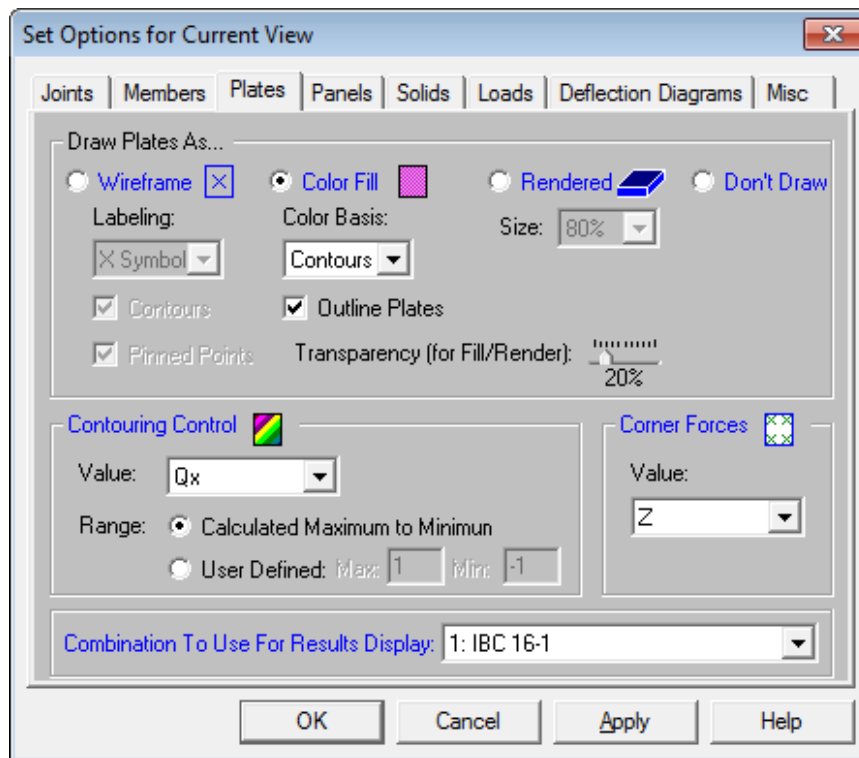 Set Options for Current View
Joints Members Plates Panels Solids Loads Deflection Diagrams Misc
Draw Plates As...
Wireframe Color Fill Rendered Don't Draw
Labeling: Color Basis: Size: 80%
X Symbol Contours
Contours Outline Plates
Pinned Points Transparency (for Fill/Render):
20%
Contouring Control Corner Forces
Value: Qx Value:
Z
Range: Calculated Maximum to Minimun
User Defined: Max: 1 Min: -1
Combination To Use For Results Display: 1: IBC 16-1
OK Cancel Apply Help